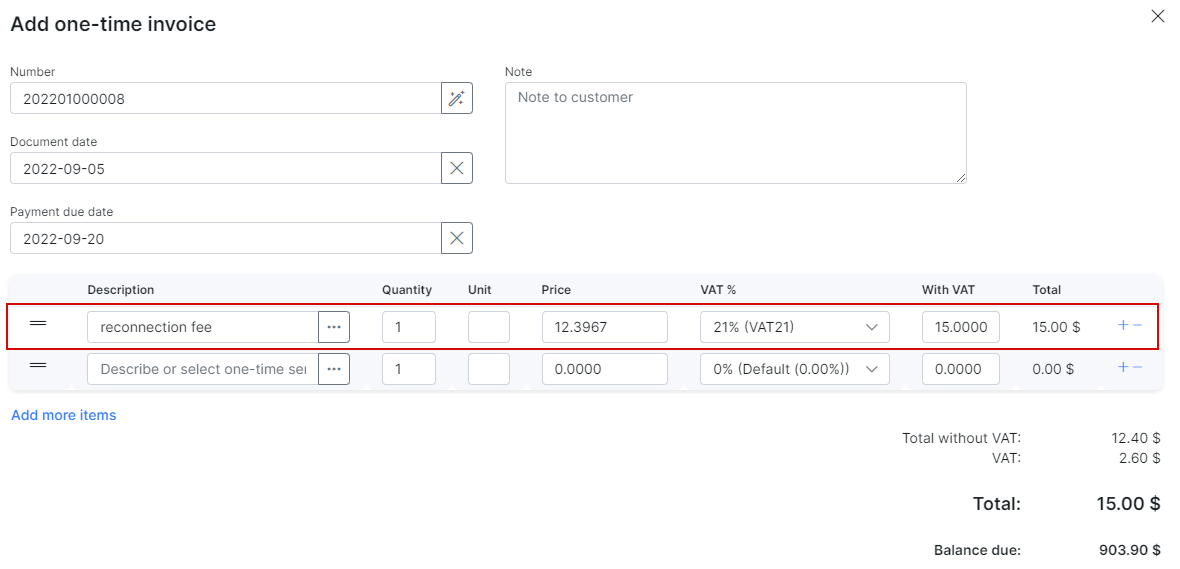 Add one-time invoice
Number
202201000008
Note
Note to customer
Document date
2022-09-05
Payment due date
2022-09-20
Description Quantity Unit Price VAT % With VAT Total
reconnection fee ... 1 12.3967 21% (VAT21) 15.0000 15.00 $ + −
Describe or select one-time ser ... 1 0.0000 0% (Default (0.00%)) 0.0000 0.00 $ + −
Add more items
Total without VAT: 12.40 $
VAT: 2.60 $
Total: 15.00 $
Balance due: 903.90 $